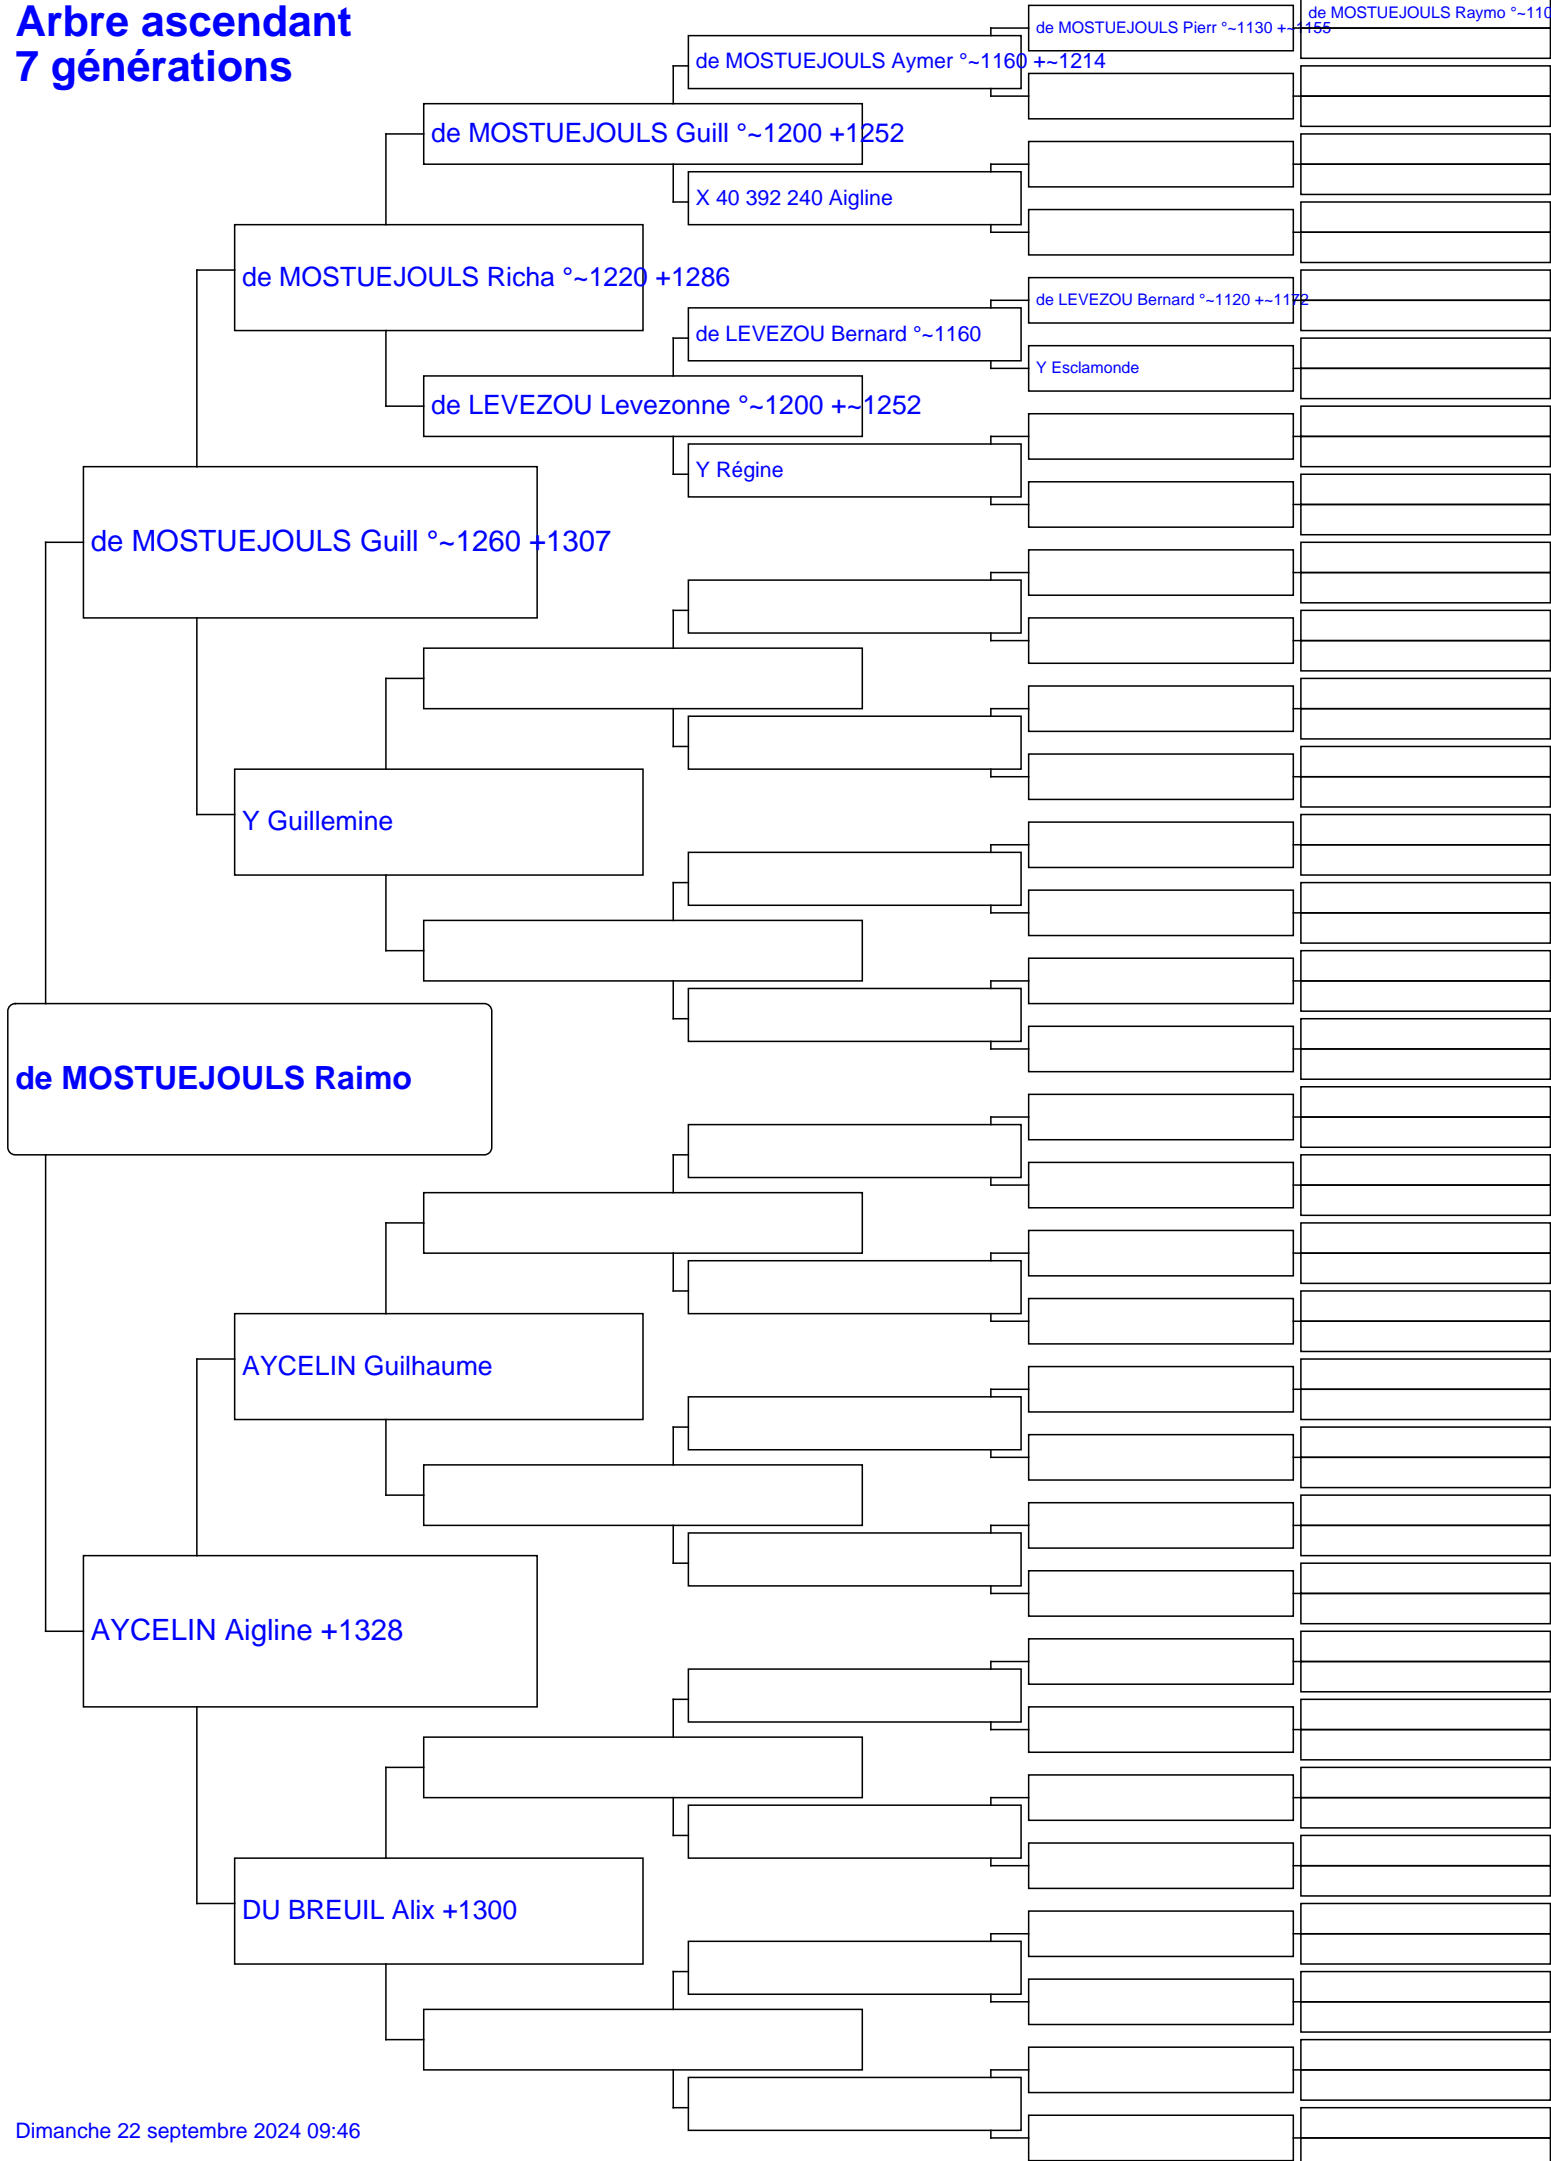 Arbre ascendant
7 générations
de MOSTUEJOULS Raymo °~110
de MOSTUEJOULS Pierr °~1130 +~1155
de MOSTUEJOULS Aymer °~1160 +~1214
de MOSTUEJOULS Guill °~1200 +1252
X 40 392 240 Aigline
de MOSTUEJOULS Richa °~1220 +1286
de LEVEZOU Bernard °~1120 +~1172
de LEVEZOU Bernard °~1160
Y Esclamonde
de LEVEZOU Levezonne °~1200 +~1252
Y Régine
de MOSTUEJOULS Guill °~1260 +1307
Y Guillemine
de MOSTUEJOULS Raimo
AYCELIN Guilhaume
AYCELIN Aigline +1328
DU BREUIL Alix +1300
Dimanche 22 septembre 2024 09:46